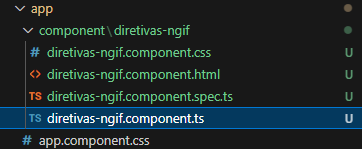 app
component\diretivas-ngif
# diretivas-ngif.component.css U
<> diretivas-ngif.component.html U
TS diretivas-ngif.component.spec.ts U
TS diretivas-ngif.component.ts U
# app.component.css